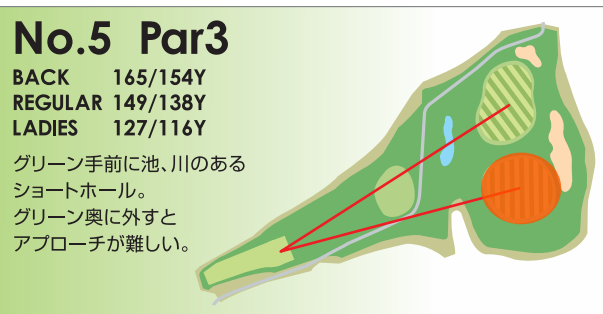 No.5 Par3
BACK 165/154Y
REGULAR 149/138Y
LADIES 127/116Y
グリーン手前に池、川のある
ショートホール。
グリーン奥に外すと
アプローチが難しい。